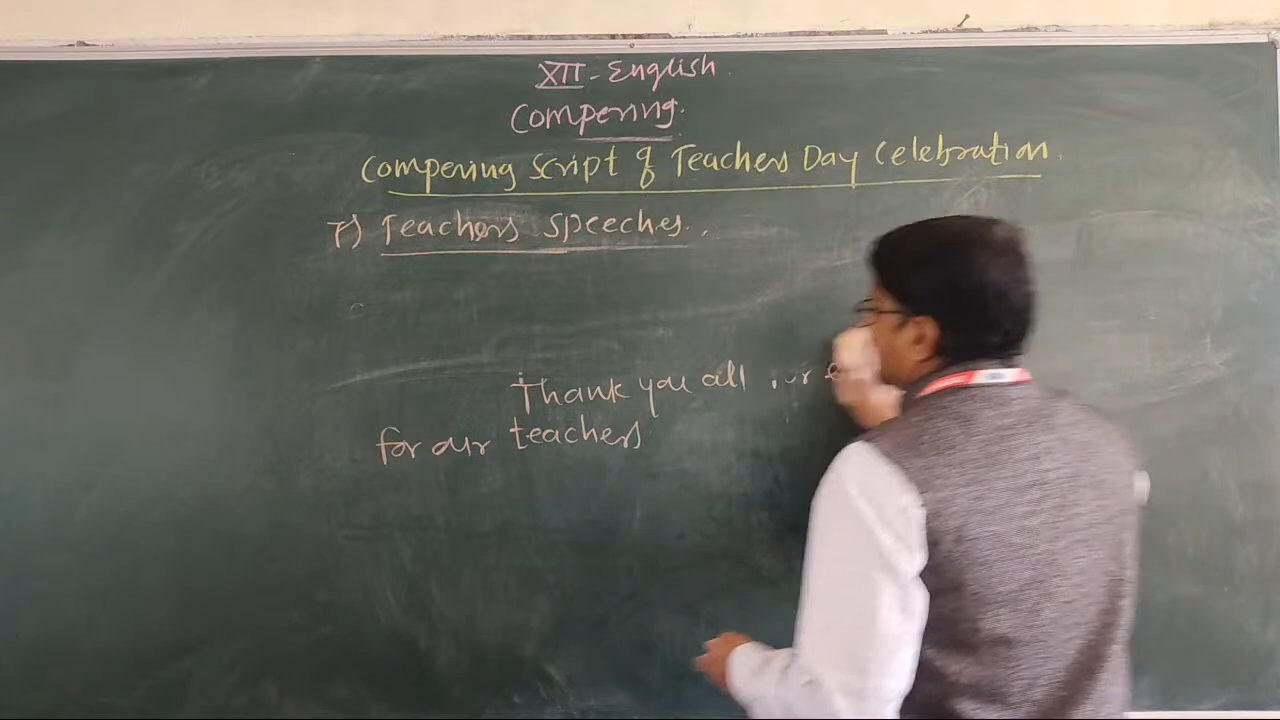 XII - English
Compering.
Compering Script of Teachers Day Celebration.
7) Teachers speeches.
Thank you all
for our teachers